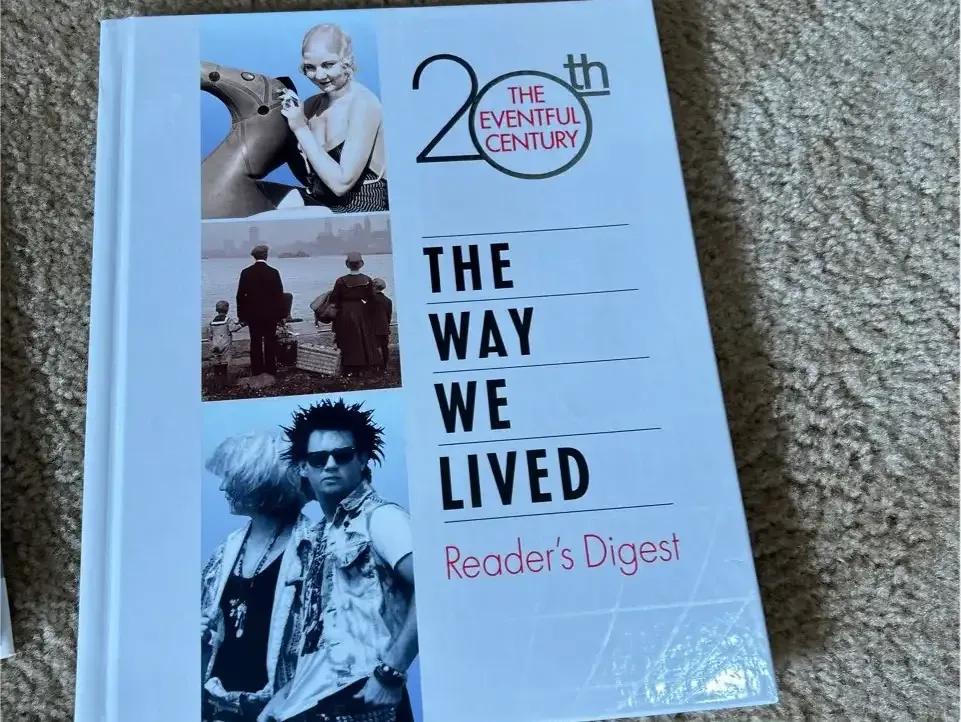 20th
THE
EVENTFUL
CENTURY
THE
WAY
WE
LIVED
Reader's Digest